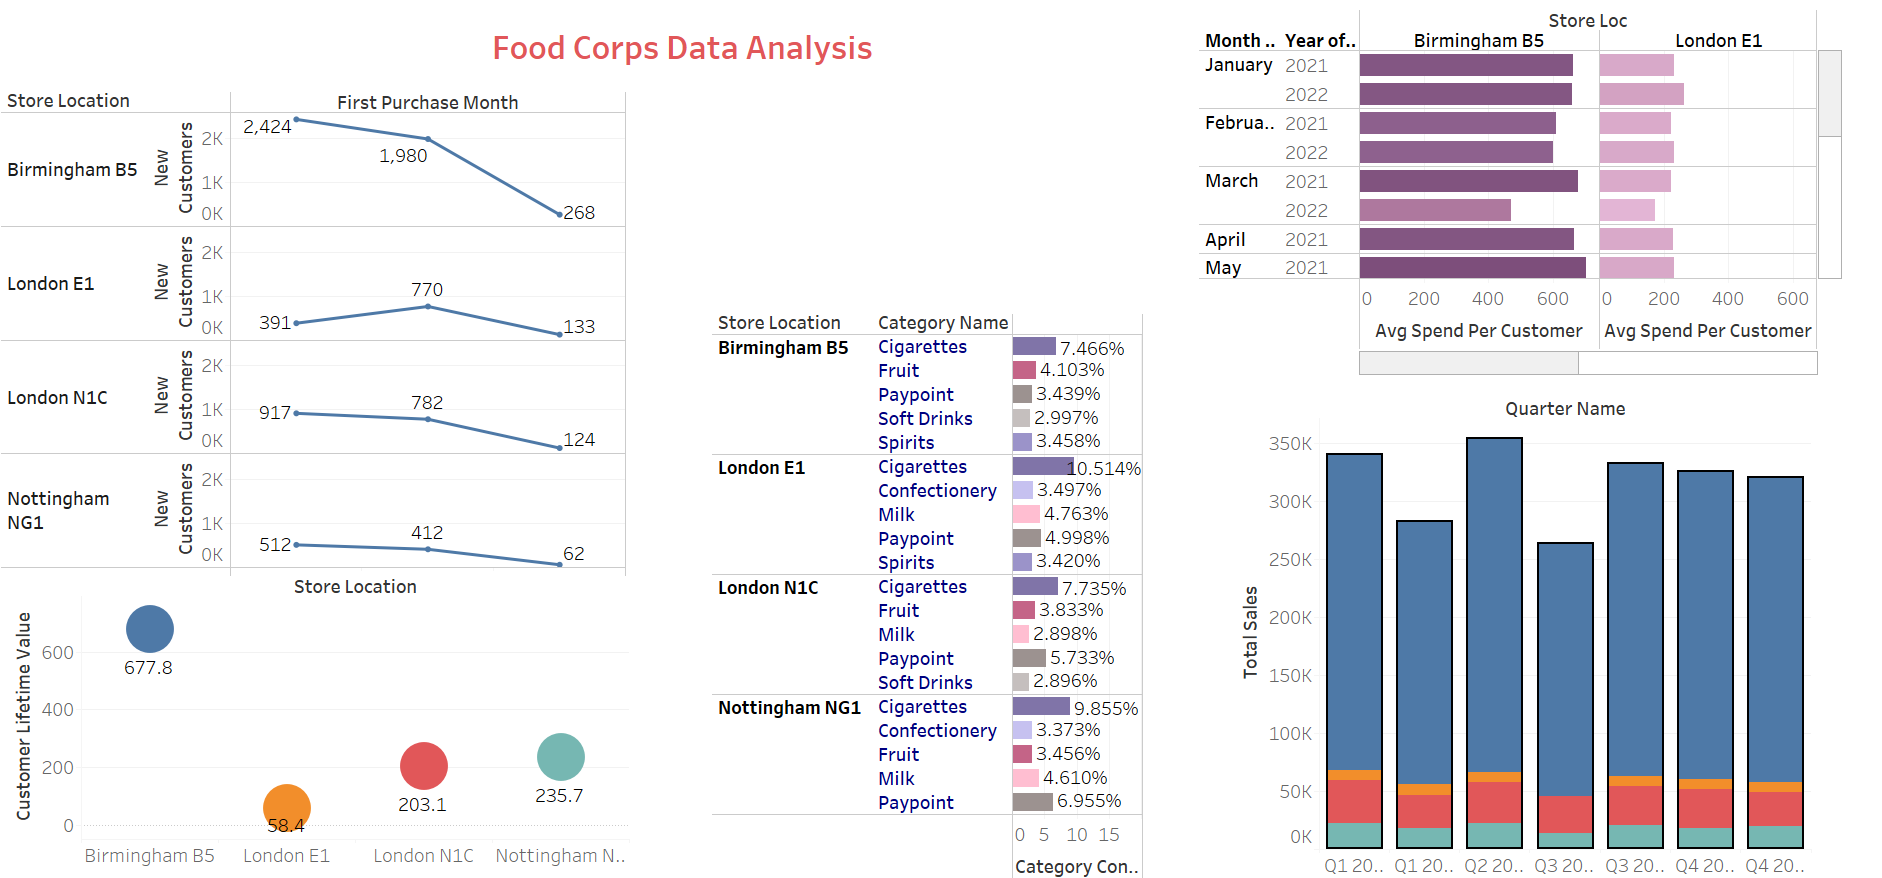 Food Corps Data Analysis
Store Location
First Purchase Month
Birmingham B5
New Customers
2K
1K
0K
2,424
1,980
268
London E1
New Customers
2K
1K
0K
391
770
133
London N1C
New Customers
2K
1K
0K
917
782
124
Nottingham NG1
New Customers
2K
1K
0K
512
412
62
Store Location
Customer Lifetime Value
600
400
200
0
677.8
58.4
203.1
235.7
Birmingham B5 London E1 London N1C Nottingham N..
Store Location Category Name
Birmingham B5 Cigarettes 7.466%
Fruit 4.103%
Paypoint 3.439%
Soft Drinks 2.997%
Spirits 3.458%
London E1 Cigarettes 10.514%
Confectionery 3.497%
Milk 4.763%
Paypoint 4.998%
Spirits 3.420%
London N1C Cigarettes 7.735%
Fruit 3.833%
Milk 2.898%
Paypoint 5.733%
Soft Drinks 2.896%
Nottingham NG1 Cigarettes 9.855%
Confectionery 3.373%
Fruit 3.456%
Milk 4.610%
Paypoint 6.955%
0 5 10 15
Category Con..
Store Loc
Month .. Year of.. Birmingham B5 London E1
January 2021
2022
Februa.. 2021
2022
March 2021
2022
April 2021
May 2021
0 200 400 600 0 200 400 600
Avg Spend Per Customer Avg Spend Per Customer
Quarter Name
Total Sales
350K
300K
250K
200K
150K
100K
50K
0K
Q1 20.. Q1 20.. Q2 20.. Q3 20.. Q3 20.. Q4 20.. Q4 20..